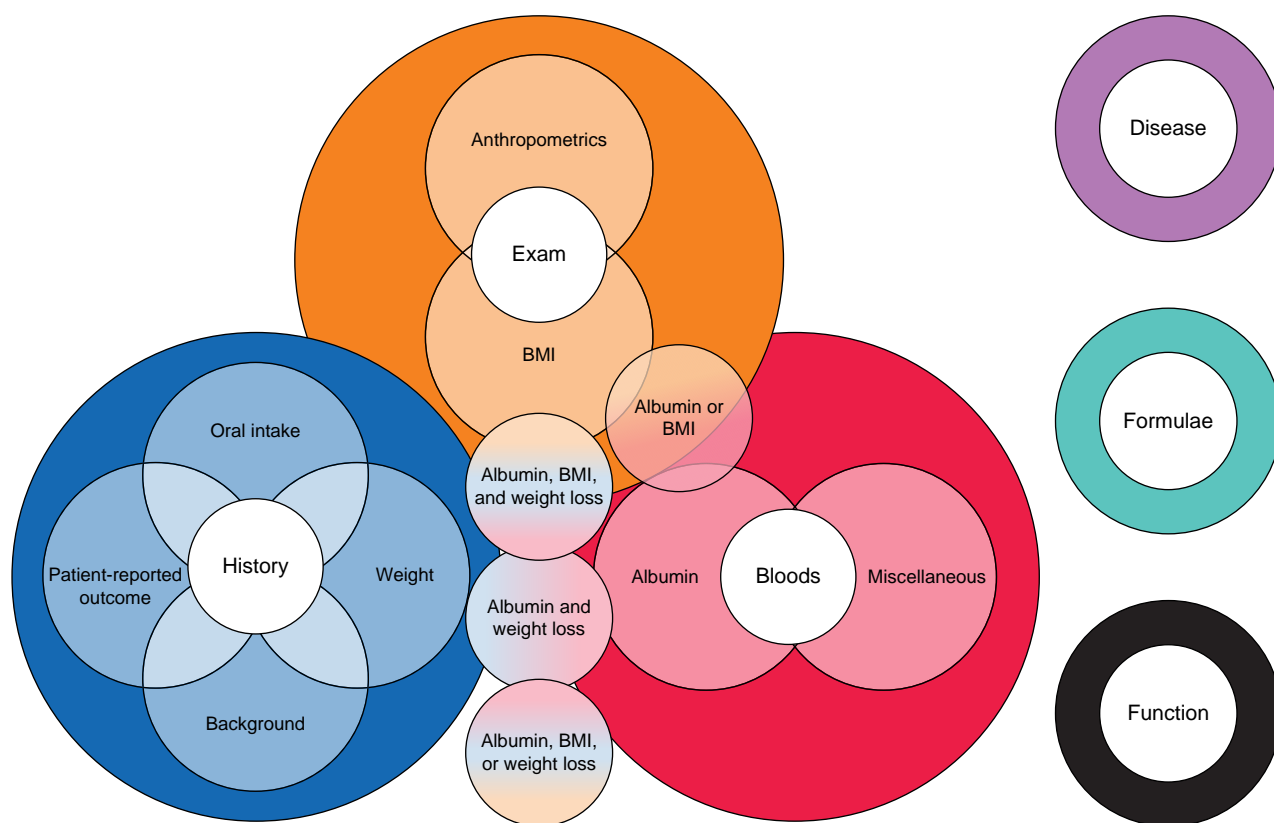 Anthropometrics
Exam
BMI
Albumin or
BMI
Oral intake
Albumin, BMI,
and weight loss
Patient-reported
outcome
History
Weight
Albumin and
weight loss
Albumin
Bloods
Miscellaneous
Background
Albumin, BMI,
or weight loss
Disease
Formulae
Function